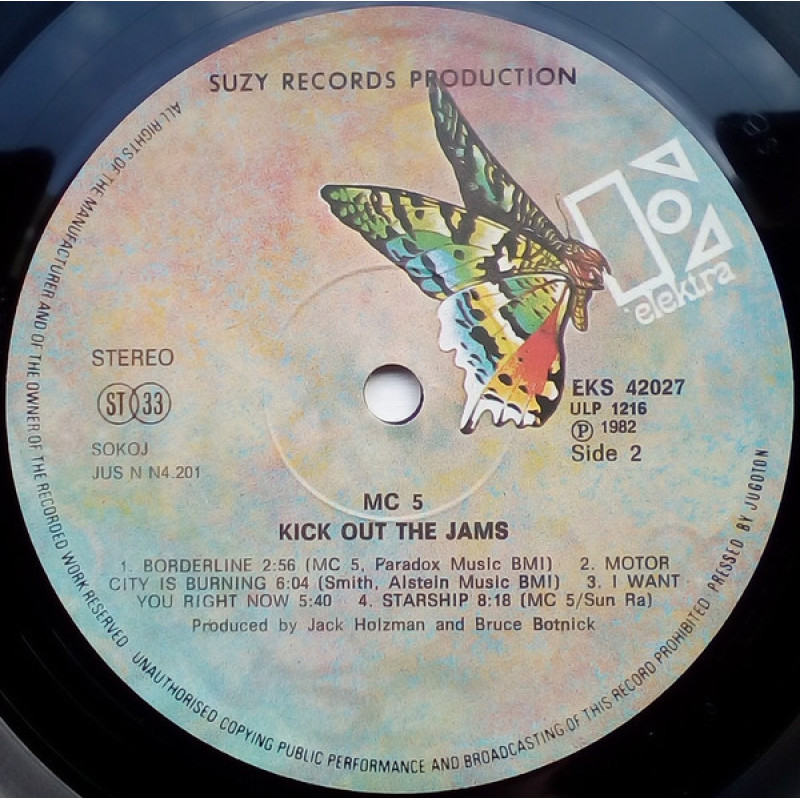 SUZY RECORDS PRODUCTION
elektra
STEREO
ST 33
SOKOJ
JUS N N4.201
EKS 42027
ULP 1216
Ⓟ 1982
Side 2
MC 5
KICK OUT THE JAMS
1. BORDERLINE 2:56 (MC 5, Paradox Music BMI) 2. MOTOR
CITY IS BURNING 6:04 (Smith, Alstein Music BMI) 3. I WANT
YOU RIGHT NOW 5:40 4. STARSHIP 8:18 (MC 5/Sun Ra)
Produced by Jack Holzman and Bruce Botnick
ALL RIGHTS OF THE MANUFACTURER AND OF THE OWNER OF THE RECORDED WORK RESERVED UNAUTHORISED COPYING PUBLIC PERFORMANCE AND BROADCASTING OF THIS RECORD PROHIBITED PRESSED BY JUGOTON